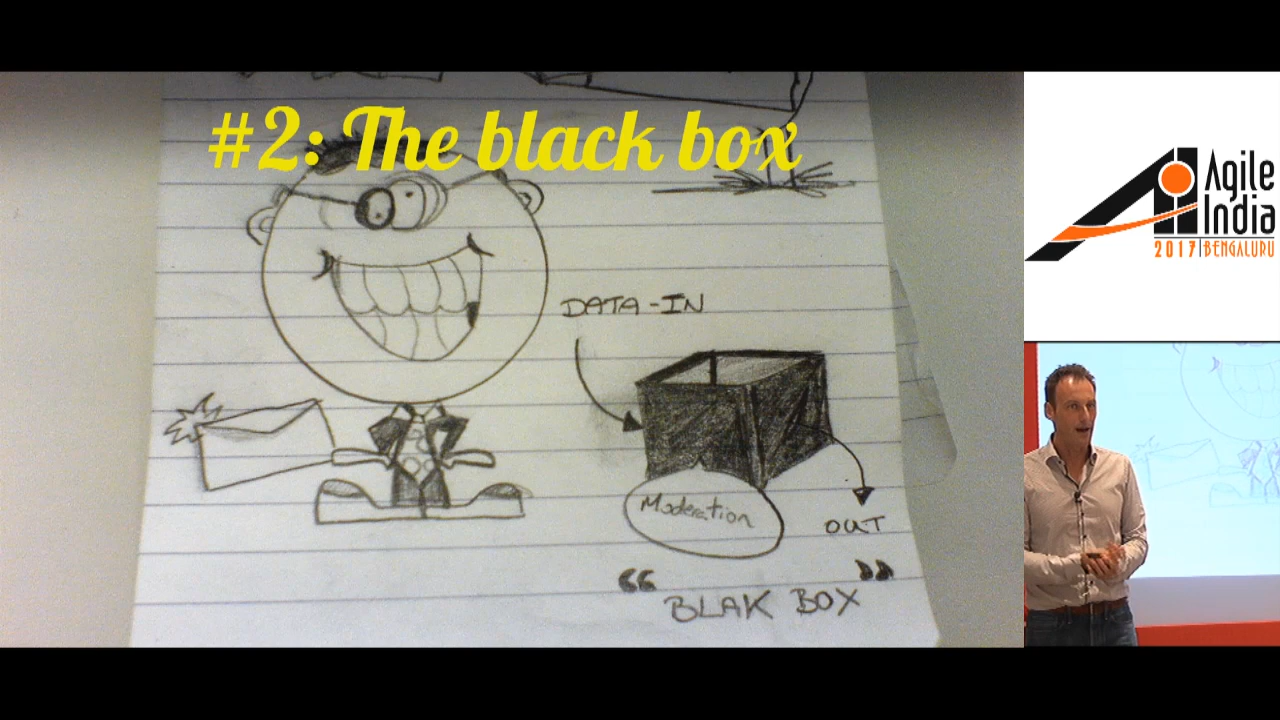 #2: The black box
DATA-IN
Moderation
OUT
“ ”
BLAK BOX
Agile
India
2017 | BENGALURU